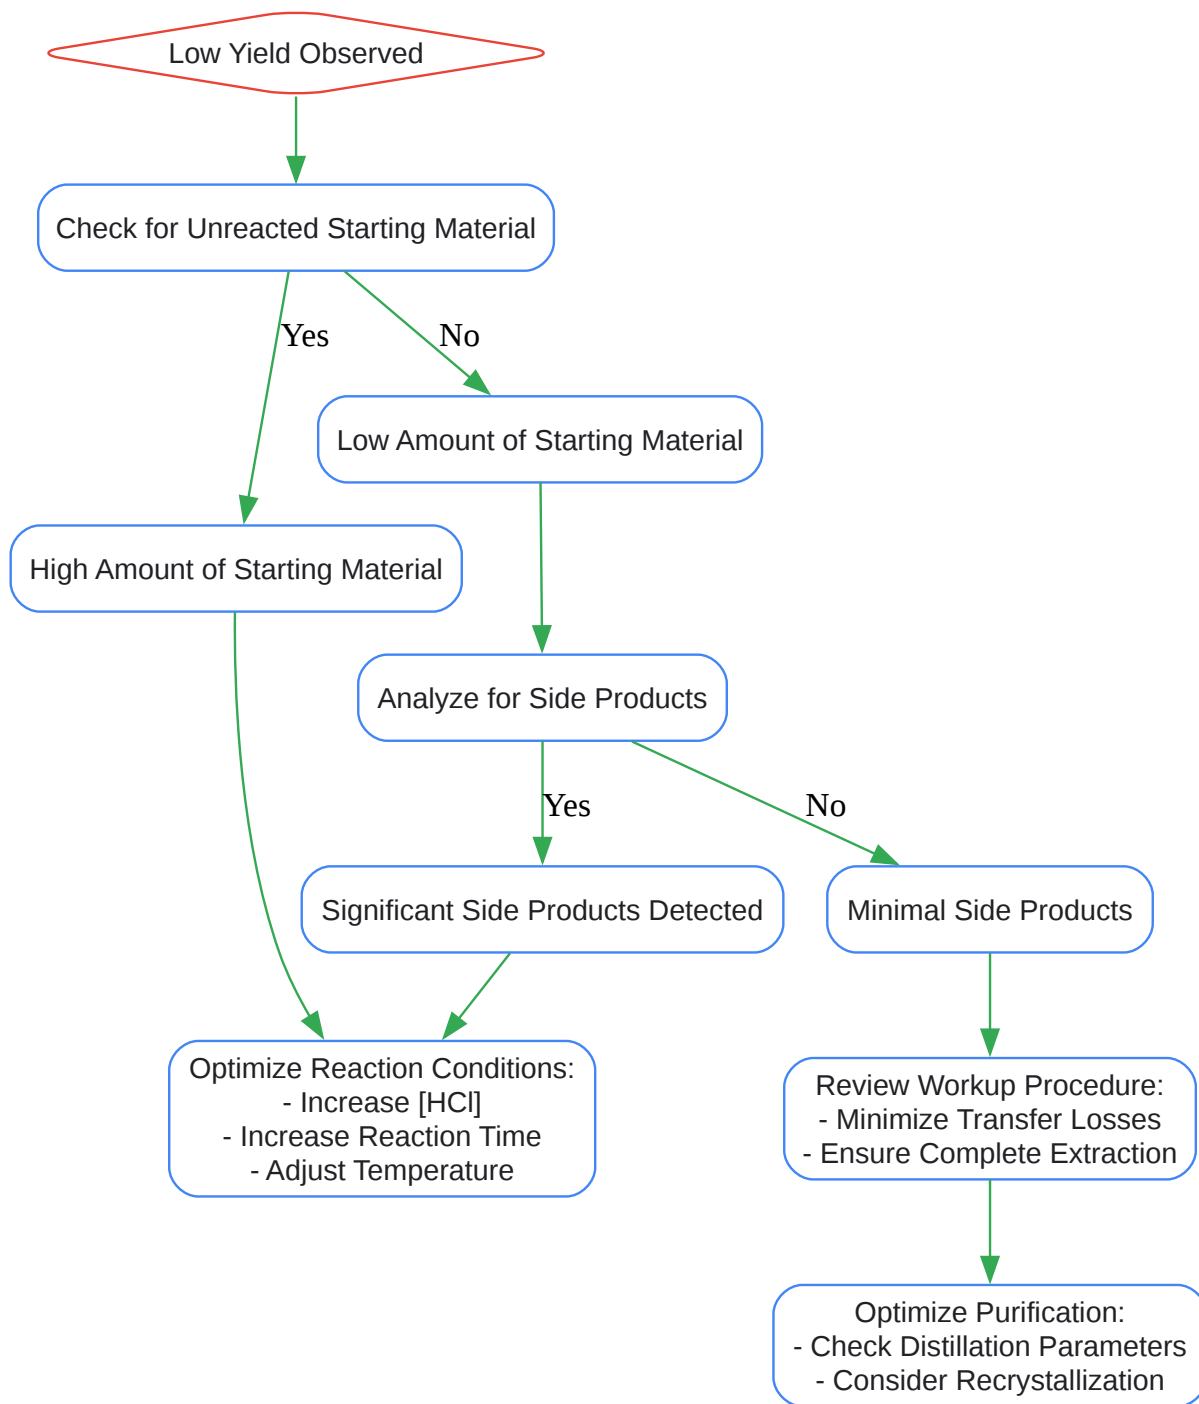 Low Yield Observed
Check for Unreacted Starting Material
Yes
No
Low Amount of Starting Material
High Amount of Starting Material
Analyze for Side Products
Yes
No
Significant Side Products Detected
Minimal Side Products
Optimize Reaction Conditions:
- Increase [HCl]
- Increase Reaction Time
- Adjust Temperature
Review Workup Procedure:
- Minimize Transfer Losses
- Ensure Complete Extraction
Optimize Purification:
- Check Distillation Parameters
- Consider Recrystallization